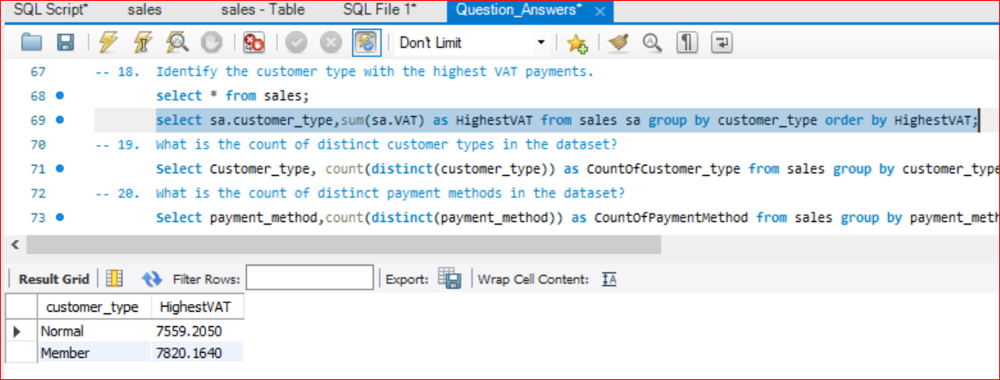 SQL Script* sales sales - Table SQL File 1* Question_Answers* ×
Don't Limit
67 -- 18. Identify the customer type with the highest VAT payments.
68 select * from sales;
69 select sa.customer_type,sum(sa.VAT) as HighestVAT from sales sa group by customer_type order by HighestVAT;
70 -- 19. What is the count of distinct customer types in the dataset?
71 Select Customer_type, count(distinct(customer_type)) as CountOfCustomer_type from sales group by customer_type
72 -- 20. What is the count of distinct payment methods in the dataset?
73 Select payment_method,count(distinct(payment_method)) as CountOfPaymentMethod from sales group by payment_meth
Result Grid Filter Rows: Export: Wrap Cell Content:
customer_type HighestVAT
Normal 7559.2050
Member 7820.1640